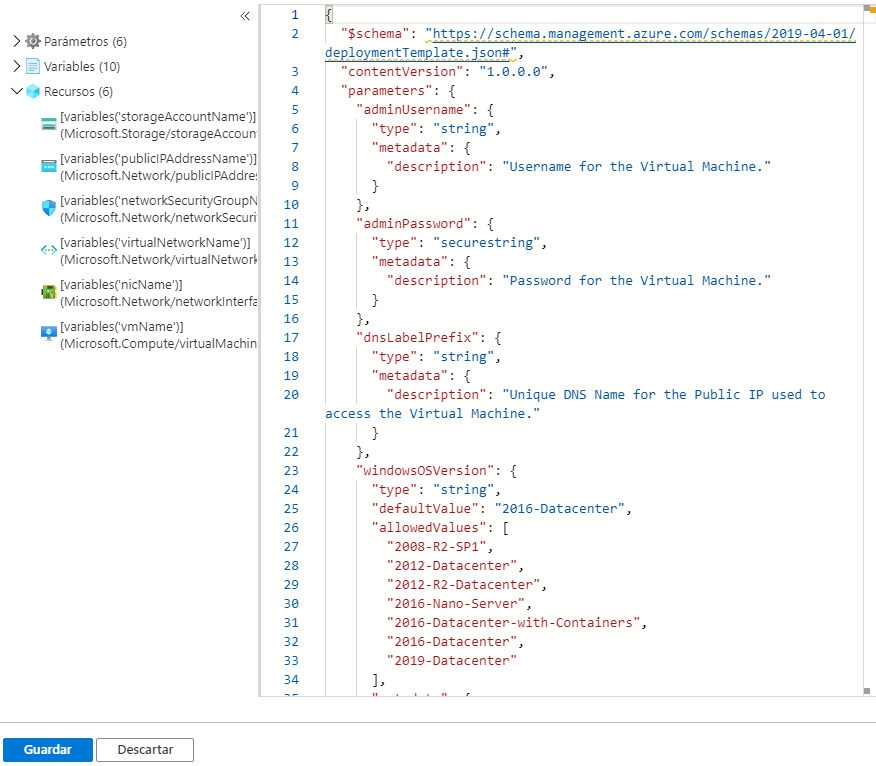 «
Parámetros (6)
Variables (10)
Recursos (6)
[variables('storageAccountName')]
(Microsoft.Storage/storageAccoun
[variables('publicIPAddressName')]
(Microsoft.Network/publicIPAddre
[variables('networkSecurityGroupN
(Microsoft.Network/networkSecuri
[variables('virtualNetworkName')]
(Microsoft.Network/virtualNetwork
[variables('nicName')]
(Microsoft.Network/networkInterfa
[variables('vmName')]
(Microsoft.Compute/virtualMachin
1 {
2 "$schema": "https://schema.management.azure.com/schemas/2019-04-01/
deploymentTemplate.json#",
3 "contentVersion": "1.0.0.0",
4 "parameters": {
5 "adminUsername": {
6 "type": "string",
7 "metadata": {
8 "description": "Username for the Virtual Machine."
9 }
10 },
11 "adminPassword": {
12 "type": "securestring",
13 "metadata": {
14 "description": "Password for the Virtual Machine."
15 }
16 },
17 "dnsLabelPrefix": {
18 "type": "string",
19 "metadata": {
20 "description": "Unique DNS Name for the Public IP used to
access the Virtual Machine."
21 }
22 },
23 "windowsOSVersion": {
24 "type": "string",
25 "defaultValue": "2016-Datacenter",
26 "allowedValues": [
27 "2008-R2-SP1",
28 "2012-Datacenter",
29 "2012-R2-Datacenter",
30 "2016-Nano-Server",
31 "2016-Datacenter-with-Containers",
32 "2016-Datacenter",
33 "2019-Datacenter"
34 ],
Guardar
Descartar